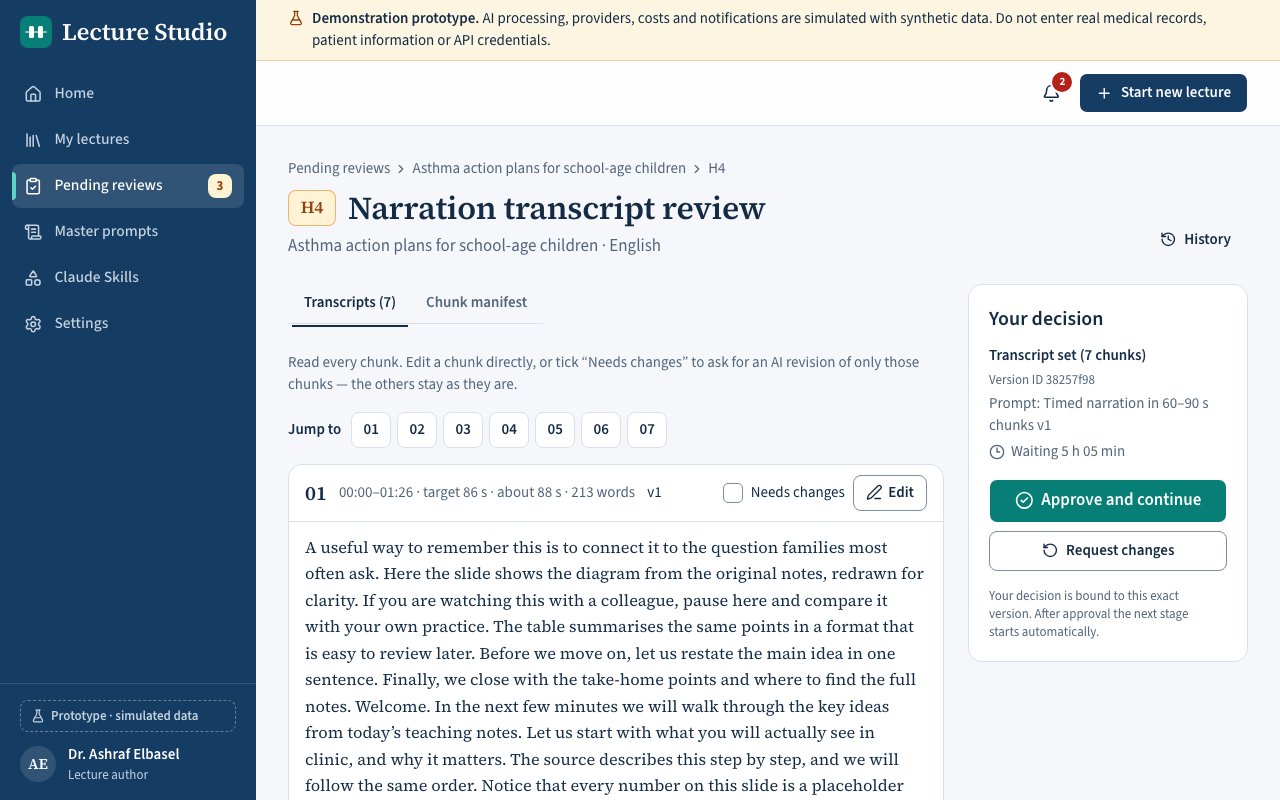 Lecture Studio
Home
My lectures
Pending reviews
3
Master prompts
Claude Skills
Settings
Prototype · simulated data
AE
Dr. Ashraf Elbasel
Lecture author
Demonstration prototype. AI processing, providers, costs and notifications are simulated with synthetic data. Do not enter real medical records,
patient information or API credentials.
2
Start new lecture
Pending reviews > Asthma action plans for school-age children > H4
H4
Narration transcript review
Asthma action plans for school-age children · English
History
Transcripts (7)
Chunk manifest
Read every chunk. Edit a chunk directly, or tick “Needs changes” to ask for an AI revision of only those
chunks — the others stay as they are.
Jump to 01 02 03 04 05 06 07
01 00:00–01:26 · target 86 s · about 88 s · 213 words v1 Needs changes Edit
A useful way to remember this is to connect it to the question families most
often ask. Here the slide shows the diagram from the original notes, redrawn for
clarity. If you are watching this with a colleague, pause here and compare it
with your own practice. The table summarises the same points in a format that
is easy to review later. Before we move on, let us restate the main idea in one
sentence. Finally, we close with the take-home points and where to find the full
notes. Welcome. In the next few minutes we will walk through the key ideas
from today’s teaching notes. Let us start with what you will actually see in
clinic, and why it matters. The source describes this step by step, and we will
follow the same order. Notice that every number on this slide is a placeholder
Your decision
Transcript set (7 chunks)
Version ID 38257f98
Prompt: Timed narration in 60–90 s
chunks v1
Waiting 5 h 05 min
Approve and continue
Request changes
Your decision is bound to this exact
version. After approval the next stage
starts automatically.